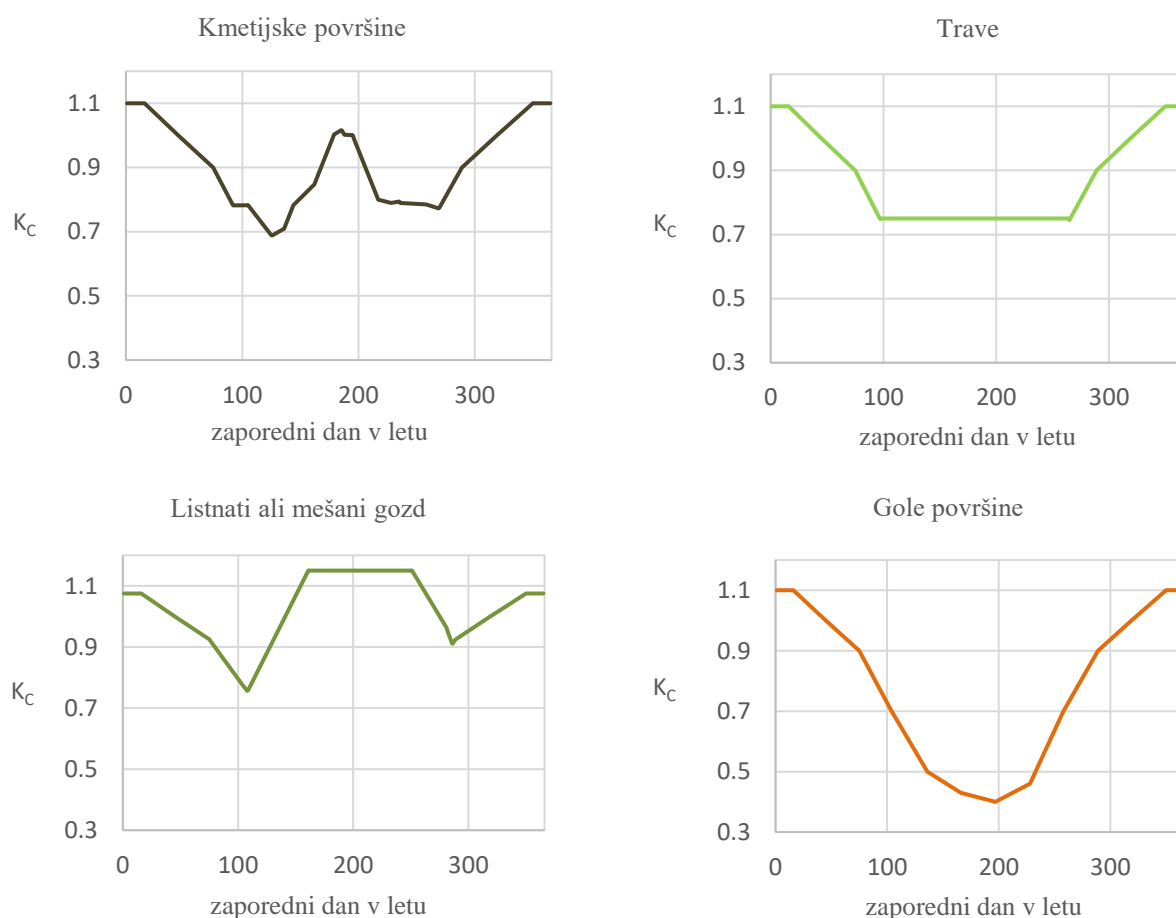 Kmetijske površine
1.1
0.9
K_C 0.7
0.5
0.3
0 100 200 300
zaporedni dan v letu
Trave
1.1
0.9
K_C 0.7
0.5
0.3
0 100 200 300
zaporedni dan v letu
Listnati ali mešani gozd
1.1
0.9
K_C 0.7
0.5
0.3
0 100 200 300
zaporedni dan v letu
Gole površine
1.1
0.9
K_C 0.7
0.5
0.3
0 100 200 300
zaporedni dan v letu